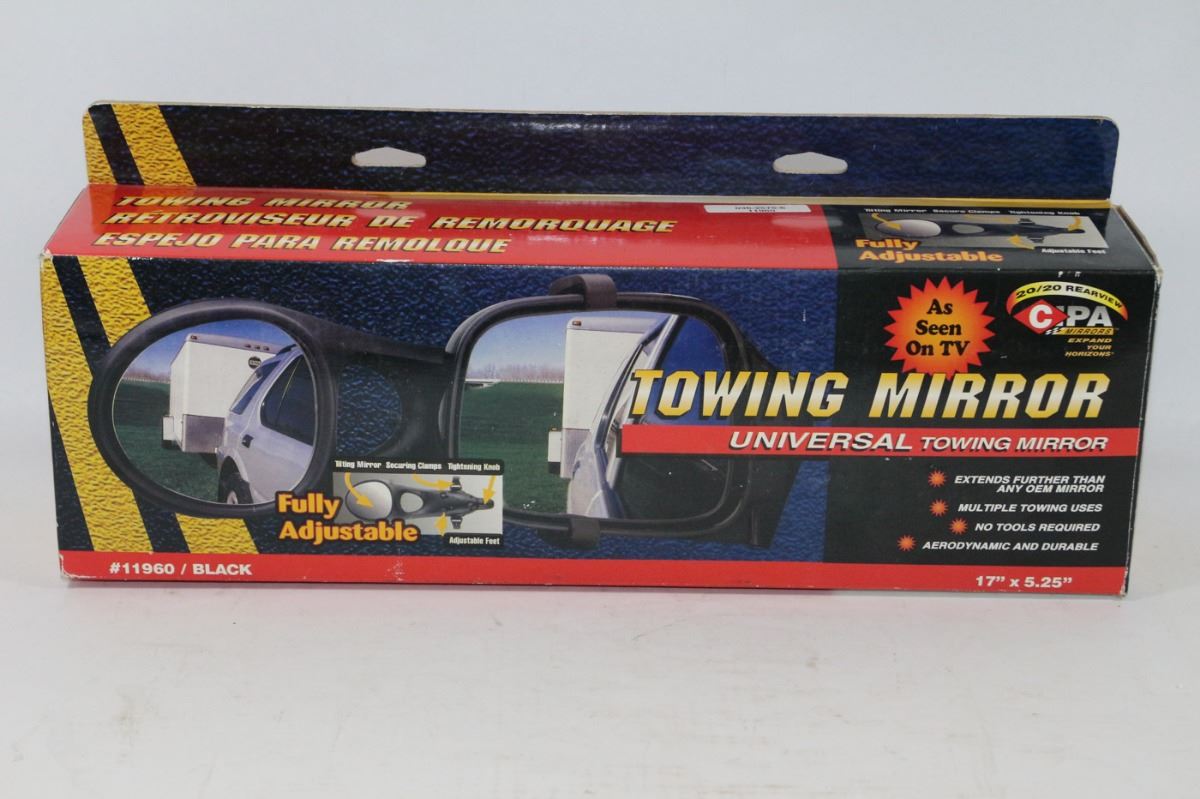 TOWING MIRROR
RÉTROVISEUR DE REMORQUAGE
ESPEJO PARA REMOLQUE
11960
Tilting Mirror Secure Clamps Tightening Knob
Fully
Adjustable
Adjustable Feet
As
Seen
On TV
20/20 REARVIEW
CIPA
MIRRORS
EXPAND
YOUR
HORIZONS
TOWING MIRROR
UNIVERSAL TOWING MIRROR
EXTENDS FURTHER THAN
ANY OEM MIRROR
MULTIPLE TOWING USES
NO TOOLS REQUIRED
AERODYNAMIC AND DURABLE
Tilting Mirror Securing Clamps Tightening Knob
Fully
Adjustable
Adjustable Feet
#11960 / BLACK
17" x 5.25"